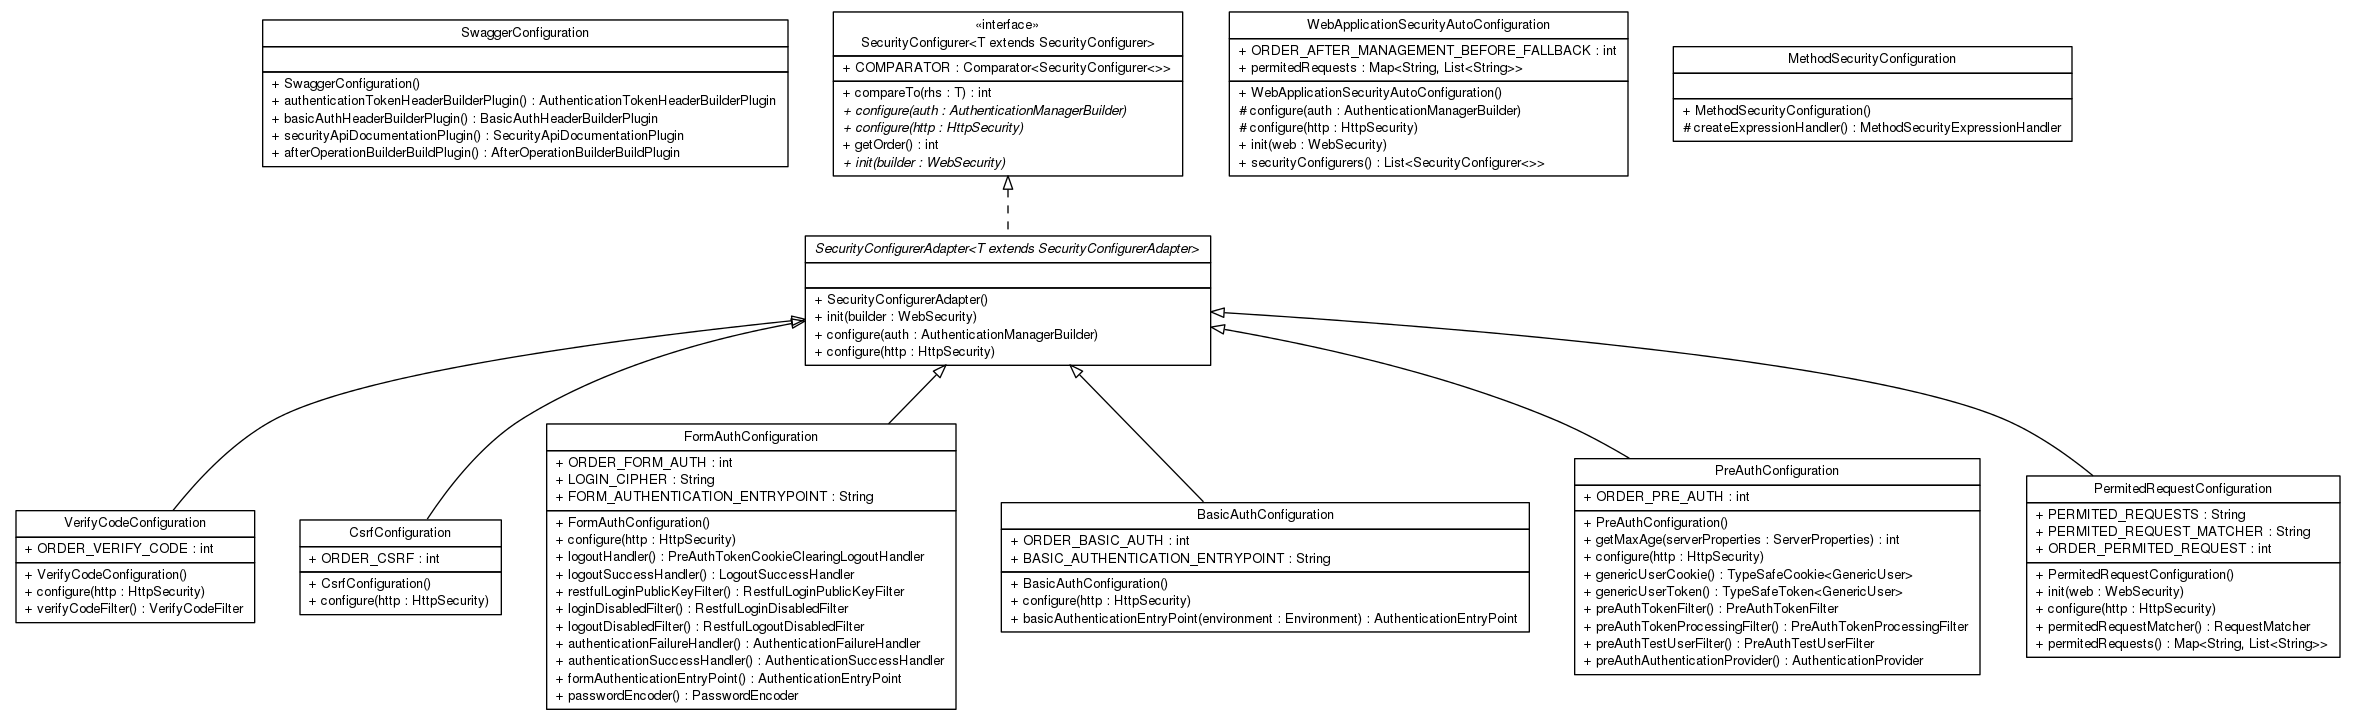 SwaggerConfiguration
+ SwaggerConfiguration()
+ authenticationTokenHeaderBuilderPlugin() : AuthenticationTokenHeaderBuilderPlugin
+ basicAuthHeaderBuilderPlugin() : BasicAuthHeaderBuilderPlugin
+ securityApiDocumentationPlugin() : SecurityApiDocumentationPlugin
+ afterOperationBuilderBuildPlugin() : AfterOperationBuilderBuildPlugin
«interface»
SecurityConfigurer<T extends SecurityConfigurer>
+ COMPARATOR : Comparator<SecurityConfigurer<>>
+ compareTo(rhs : T) : int
+ configure(auth : AuthenticationManagerBuilder)
+ configure(http : HttpSecurity)
+ getOrder() : int
+ init(builder : WebSecurity)
WebApplicationSecurityAutoConfiguration
+ ORDER_AFTER_MANAGEMENT_BEFORE_FALLBACK : int
+ permitedRequests : Map<String, List<String>>
+ WebApplicationSecurityAutoConfiguration()
# configure(auth : AuthenticationManagerBuilder)
# configure(http : HttpSecurity)
+ init(web : WebSecurity)
+ securityConfigurers() : List<SecurityConfigurer<>>
MethodSecurityConfiguration
+ MethodSecurityConfiguration()
# createExpressionHandler() : MethodSecurityExpressionHandler
SecurityConfigurerAdapter<T extends SecurityConfigurerAdapter>
+ SecurityConfigurerAdapter()
+ init(builder : WebSecurity)
+ configure(auth : AuthenticationManagerBuilder)
+ configure(http : HttpSecurity)
VerifyCodeConfiguration
+ ORDER_VERIFY_CODE : int
+ VerifyCodeConfiguration()
+ configure(http : HttpSecurity)
+ verifyCodeFilter() : VerifyCodeFilter
CsrfConfiguration
+ ORDER_CSRF : int
+ CsrfConfiguration()
+ configure(http : HttpSecurity)
FormAuthConfiguration
+ ORDER_FORM_AUTH : int
+ LOGIN_CIPHER : String
+ FORM_AUTHENTICATION_ENTRYPOINT : String
+ FormAuthConfiguration()
+ configure(http : HttpSecurity)
+ logoutHandler() : PreAuthTokenCookieClearingLogoutHandler
+ logoutSuccessHandler() : LogoutSuccessHandler
+ restfulLoginPublicKeyFilter() : RestfulLoginPublicKeyFilter
+ loginDisabledFilter() : RestfulLoginDisabledFilter
+ logoutDisabledFilter() : RestfulLogoutDisabledFilter
+ authenticationFailureHandler() : AuthenticationFailureHandler
+ authenticationSuccessHandler() : AuthenticationSuccessHandler
+ formAuthenticationEntryPoint() : AuthenticationEntryPoint
+ passwordEncoder() : PasswordEncoder
BasicAuthConfiguration
+ ORDER_BASIC_AUTH : int
+ BASIC_AUTHENTICATION_ENTRYPOINT : String
+ BasicAuthConfiguration()
+ configure(http : HttpSecurity)
+ basicAuthenticationEntryPoint(environment : Environment) : AuthenticationEntryPoint
PreAuthConfiguration
+ ORDER_PRE_AUTH : int
+ PreAuthConfiguration()
+ getMaxAge(serverProperties : ServerProperties) : int
+ configure(http : HttpSecurity)
+ genericUserCookie() : TypeSafeCookie<GenericUser>
+ genericUserToken() : TypeSafeToken<GenericUser>
+ preAuthTokenFilter() : PreAuthTokenFilter
+ preAuthTokenProcessingFilter() : PreAuthTokenProcessingFilter
+ preAuthTestUserFilter() : PreAuthTestUserFilter
+ preAuthAuthenticationProvider() : AuthenticationProvider
PermitedRequestConfiguration
+ PERMITED_REQUESTS : String
+ PERMITED_REQUEST_MATCHER : String
+ ORDER_PERMITED_REQUEST : int
+ PermitedRequestConfiguration()
+ init(web : WebSecurity)
+ configure(http : HttpSecurity)
+ permitedRequestMatcher() : RequestMatcher
+ permitedRequests() : Map<String, List<String>>